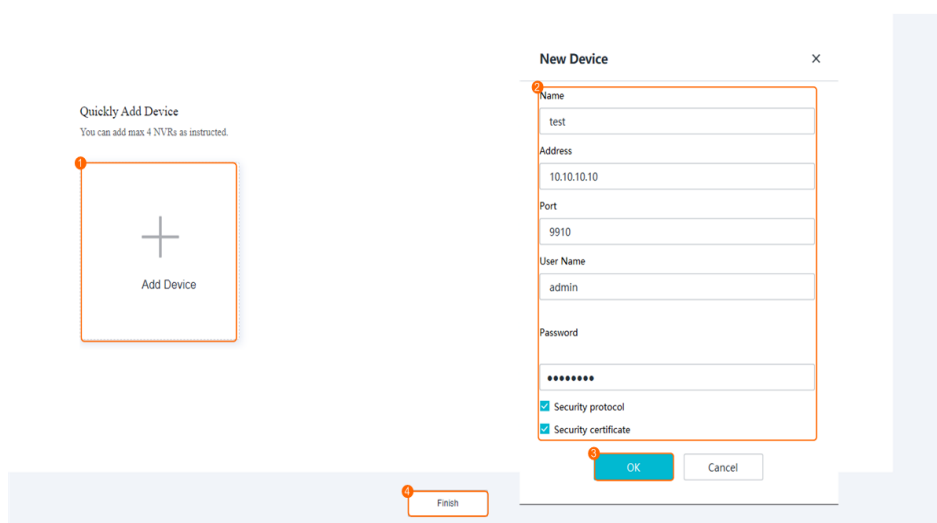 Quickly Add Device
You can add max 4 NVRs as instructed.
1
Add Device
New Device
2
Name
test
Address
10.10.10.10
Port
9910
User Name
admin
Password
••••••••
Security protocol
Security certificate
3
OK
Cancel
4
Finish